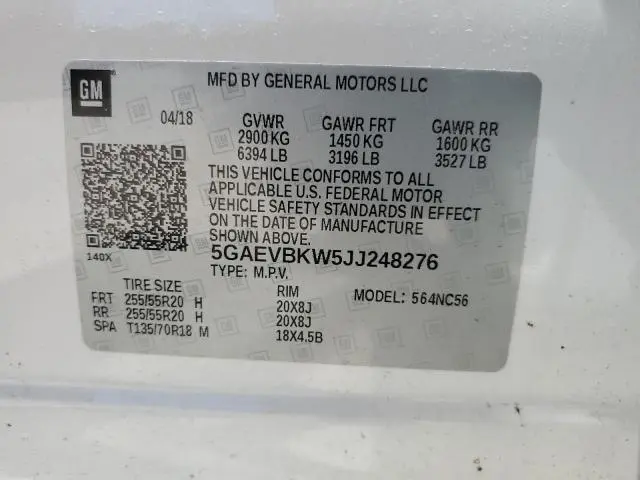 GM
MFD BY GENERAL MOTORS LLC
04/18 GVWR GAWR FRT GAWR RR
2900 KG 1450 KG 1600 KG
6394 LB 3196 LB 3527 LB
THIS VEHICLE CONFORMS TO ALL
APPLICABLE U.S. FEDERAL MOTOR
VEHICLE SAFETY STANDARDS IN EFFECT
ON THE DATE OF MANUFACTURE
SHOWN ABOVE.
140X
5GAEVBKW5JJ248276
TYPE: M.P.V.
TIRE SIZE RIM MODEL: 564NC56
FRT 255/55R20 H 20X8J
RR 255/55R20 H 20X8J
SPA T135/70R18 M 18X4.5B